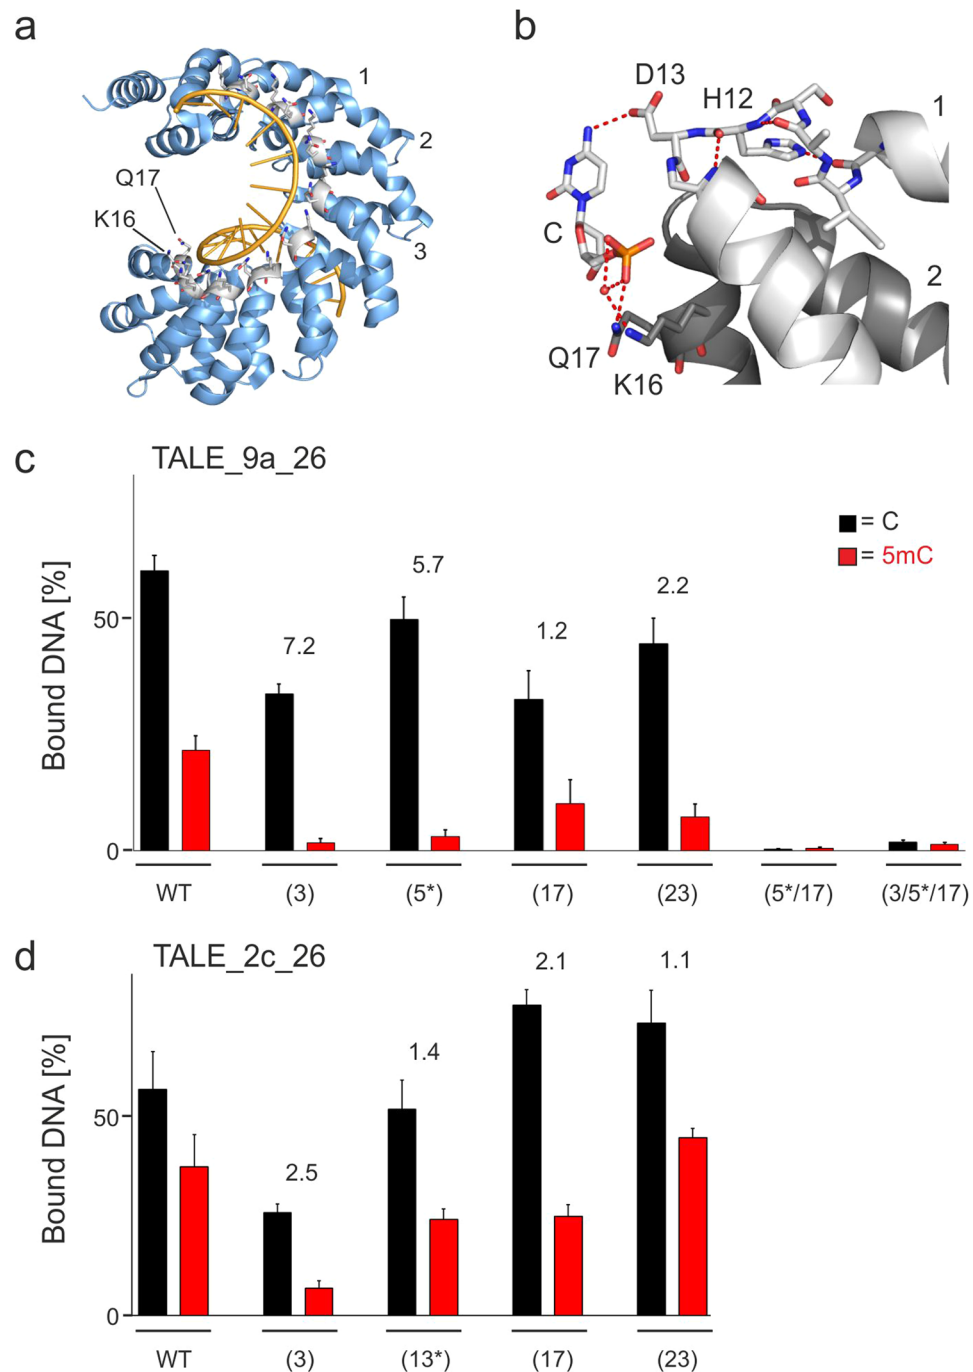 a
1
2
3
Q17
K16
b
D13
H12
1
C
2
Q17
K16
c
TALE_9a_26
= C
= 5mC
Bound DNA [%]
50
0
7.2
5.7
1.2
2.2
WT
(3)
(5*)
(17)
(23)
(5*/17)
(3/5*/17)
d
TALE_2c_26
Bound DNA [%]
50
0
2.5
1.4
2.1
1.1
WT
(3)
(13*)
(17)
(23)